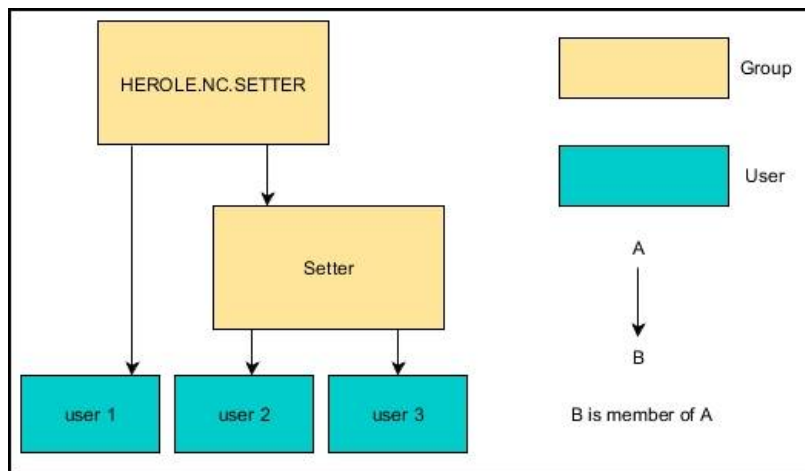 HEROLE.NC.SETTER
Setter
user 1
user 2
user 3
Group
User
A
B
B is member of A